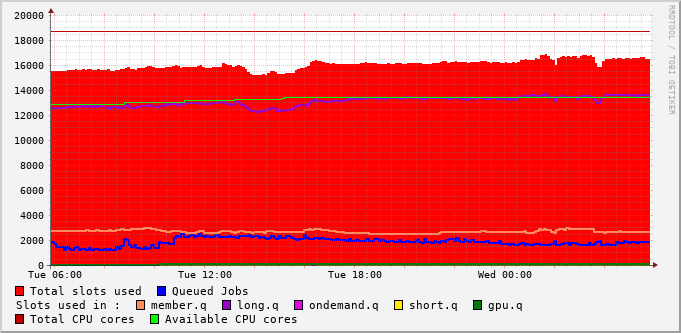 20000
18000
16000
14000
12000
10000
8000
6000
4000
2000
0
Tue 06:00 Tue 12:00 Tue 18:00 Wed 00:00
Total slots used Queued Jobs
Slots used in : member.q long.q ondemand.q short.q gpu.q
Total CPU cores Available CPU cores
RRDTOOL / TOBI OETIKER